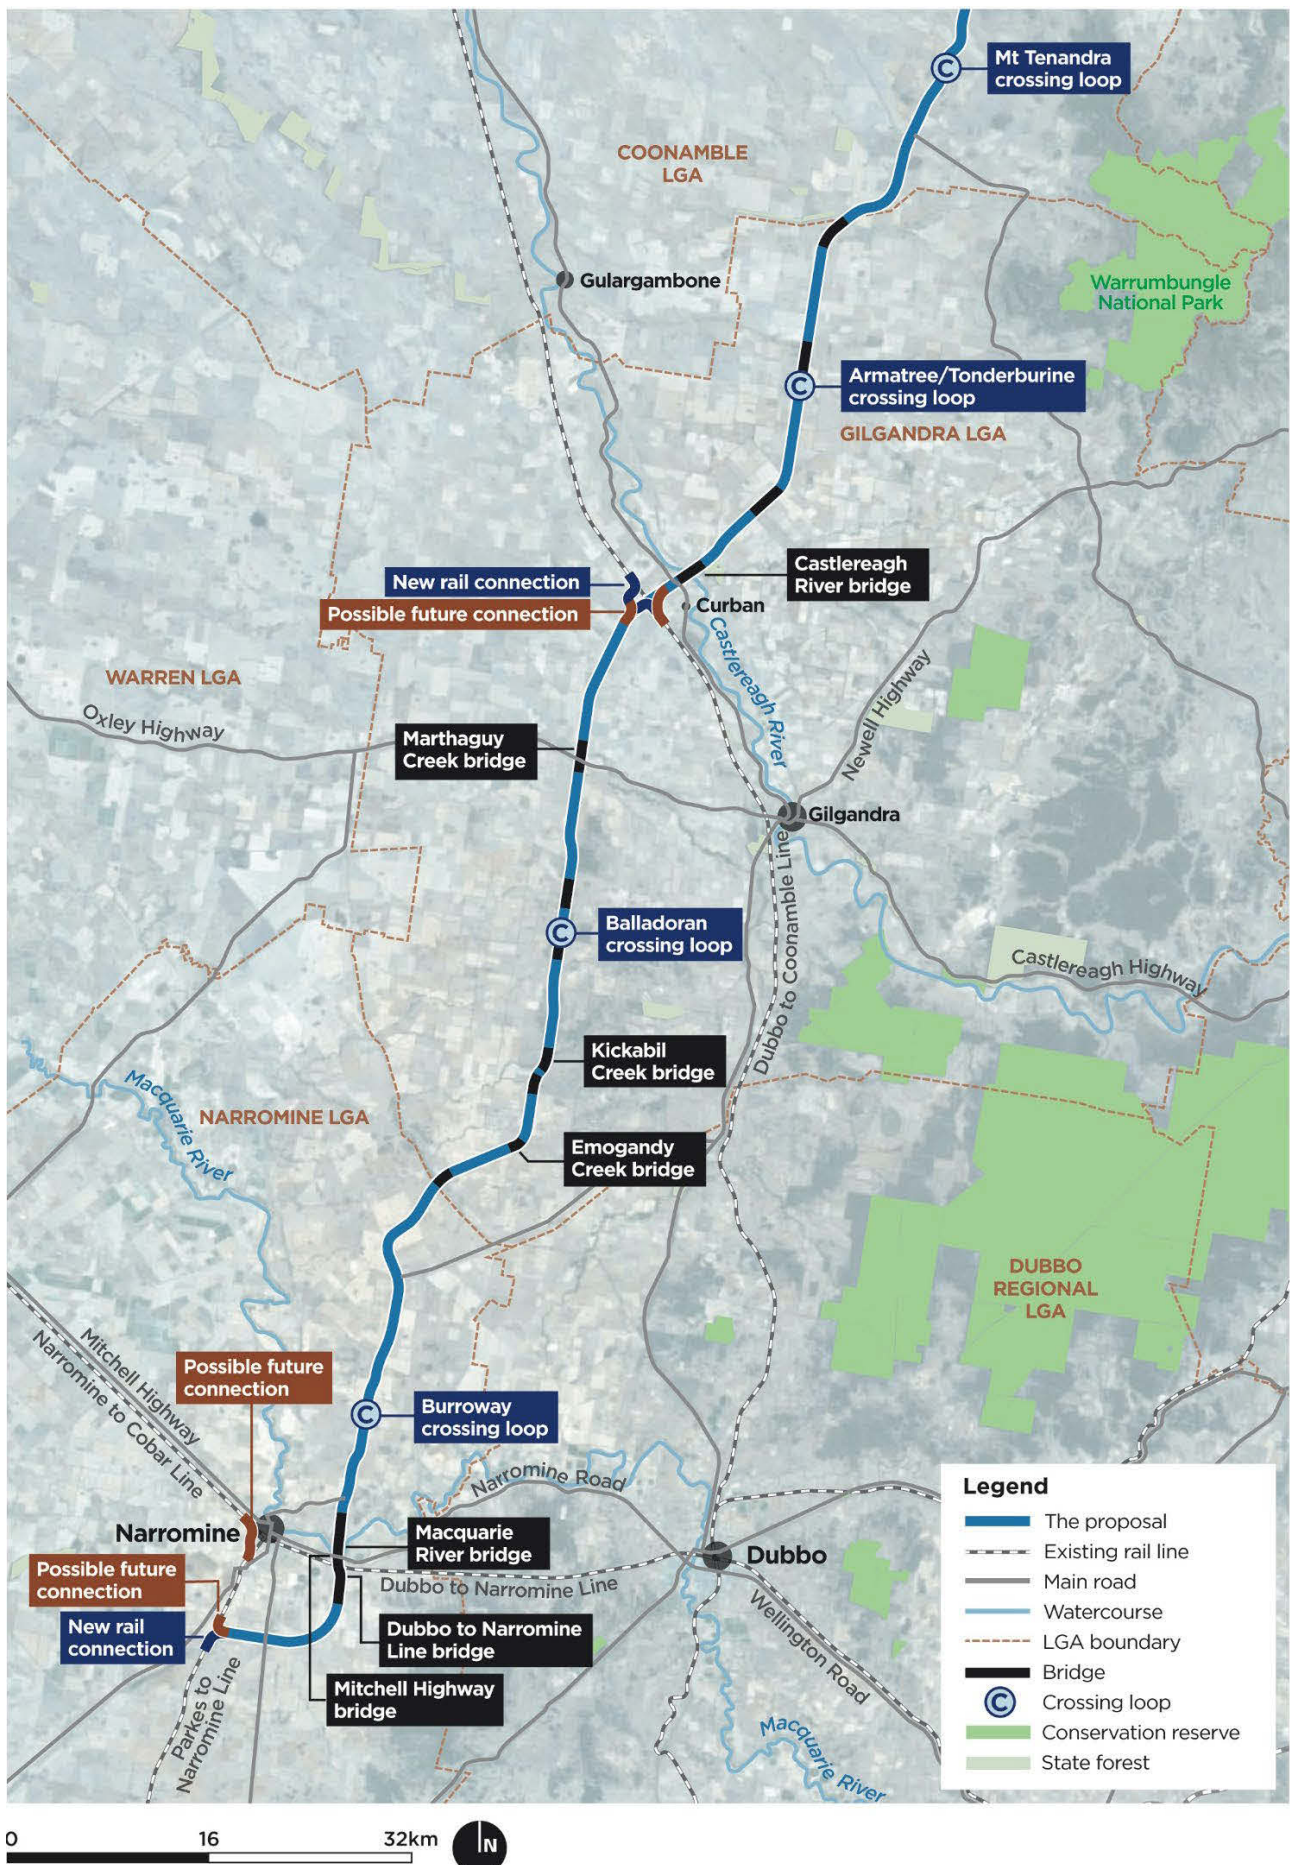 Mt Tenandra
crossing loop
COONAMBLE
LGA
Gulargambone
Warrumbungle
National Park
Armatree/Tonderburine
crossing loop
GILGANDRA LGA
Castlereagh
River bridge
New rail connection
Possible future connection
Curban
Castlereagh River
WARREN LGA
Oxley Highway
Newell Highway
Marthaguy
Creek bridge
Gilgandra
Dubbo to Coonamble Line
Balladoran
crossing loop
Castlereagh Highway
Kickabil
Creek bridge
Macquarie River
NARROMINE LGA
Emogandy
Creek bridge
DUBBO
REGIONAL
LGA
Mitchell Highway
Narromine to Cobar Line
Possible future
connection
Burroway
crossing loop
Narromine Road
Narromine
Macquarie
River bridge
Dubbo
Possible future
connection
Dubbo to Narromine Line
New rail
connection
Dubbo to Narromine
Line bridge
Wellington Road
Mitchell Highway
bridge
Parkes to
Narromine Line
Macquarie River
Legend
The proposal
Existing rail line
Main road
Watercourse
LGA boundary
Bridge
C Crossing loop
Conservation reserve
State forest
C
C
C
C
0 16 32km
N